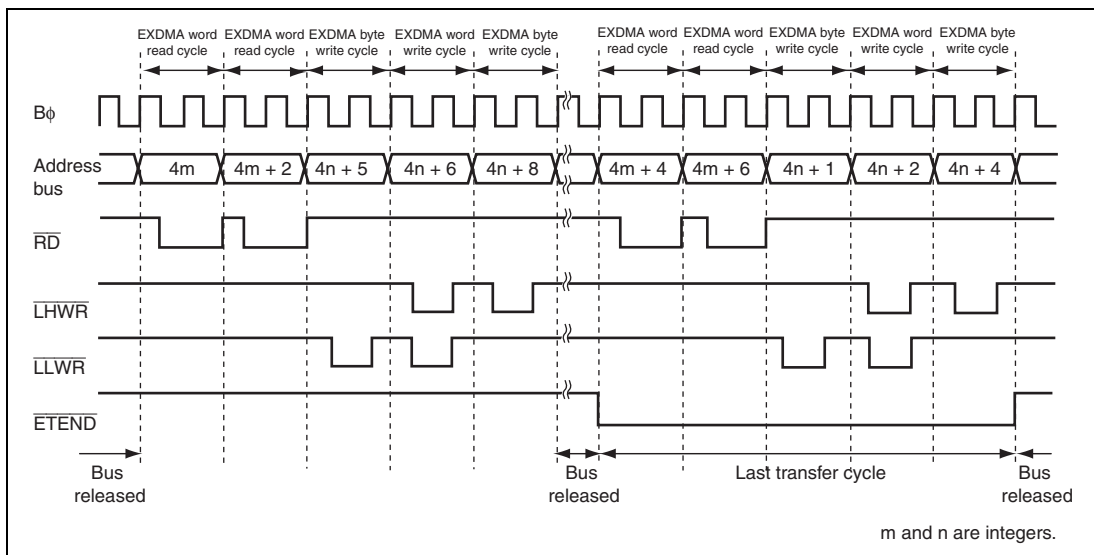 EXDMA word read cycle
EXDMA word read cycle
EXDMA byte write cycle
EXDMA word write cycle
EXDMA byte write cycle
EXDMA word read cycle
EXDMA word read cycle
EXDMA byte write cycle
EXDMA word write cycle
EXDMA byte write cycle
Bϕ
Address bus
4m
4m + 2
4n + 5
4n + 6
4n + 8
4m + 4
4m + 6
4n + 1
4n + 2
4n + 4
RD
LHWR
LLWR
ETEND
Bus released
Bus released
Last transfer cycle
Bus released
m and n are integers.